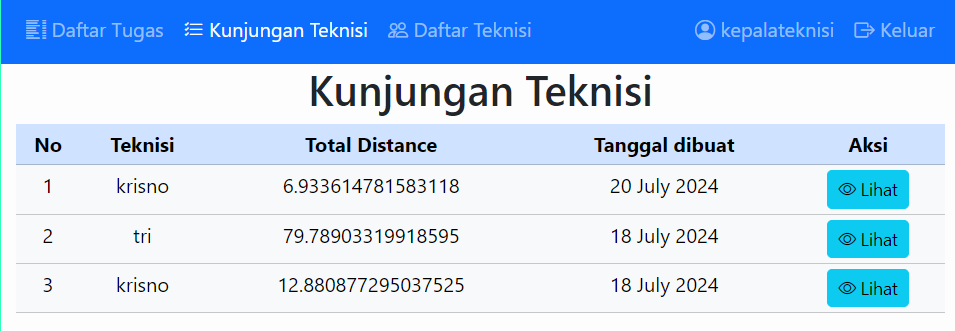 Daftar Tugas Kunjungan Teknisi Daftar Teknisi kepalateknisi Keluar
Kunjungan Teknisi
No Teknisi Total Distance Tanggal dibuat Aksi
1 krisno 6.933614781583118 20 July 2024 Lihat
2 tri 79.78903319918595 18 July 2024 Lihat
3 krisno 12.880877295037525 18 July 2024 Lihat